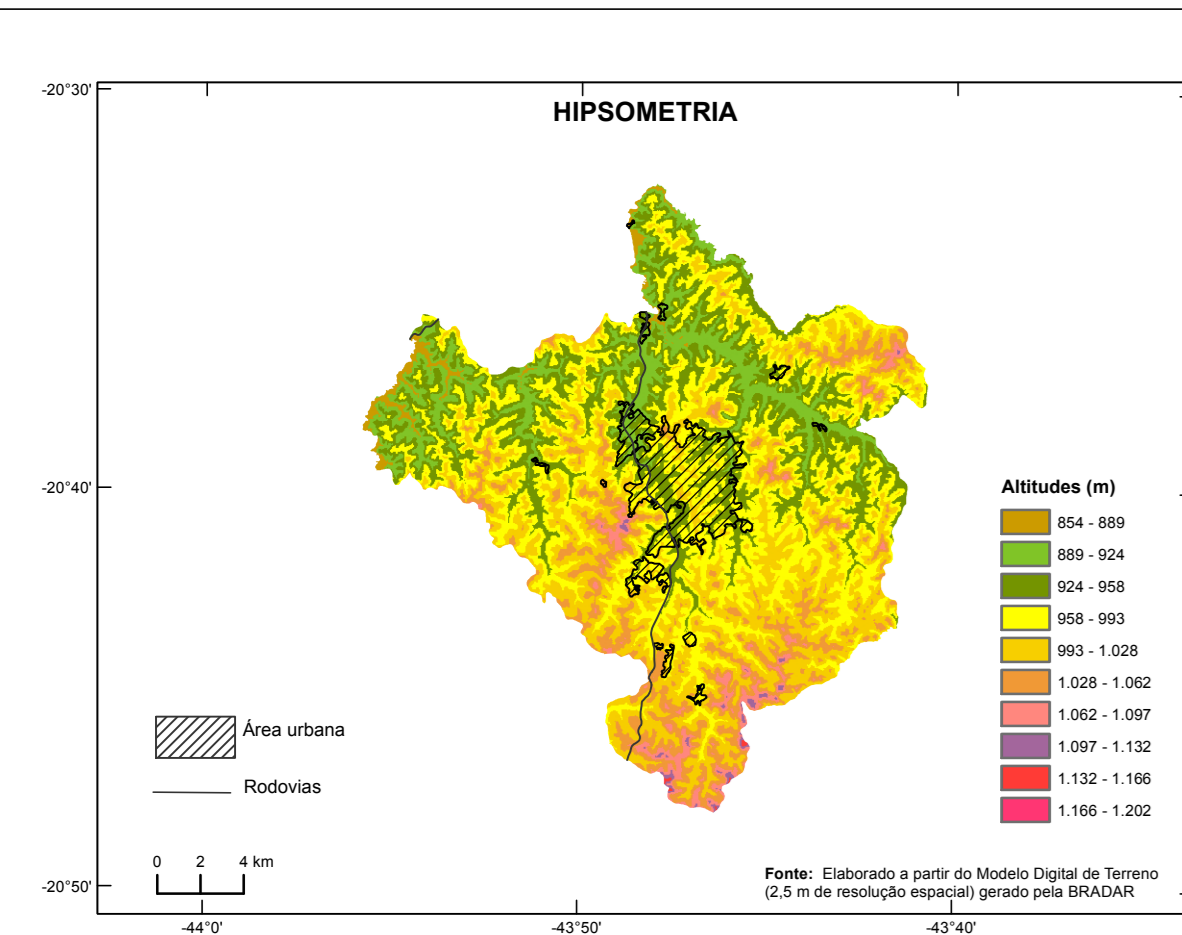 HIPSOMETRIA
-20°30'
-20°40'
-20°50'
-44°0'
-43°50'
-43°40'
Altitudes (m)
854 - 889
889 - 924
924 - 958
958 - 993
993 - 1.028
1.028 - 1.062
1.062 - 1.097
1.097 - 1.132
1.132 - 1.166
1.166 - 1.202
Área urbana
Rodovias
0 2 4 km
Fonte: Elaborado a partir do Modelo Digital de Terreno
(2,5 m de resolução espacial) gerado pela BRADAR